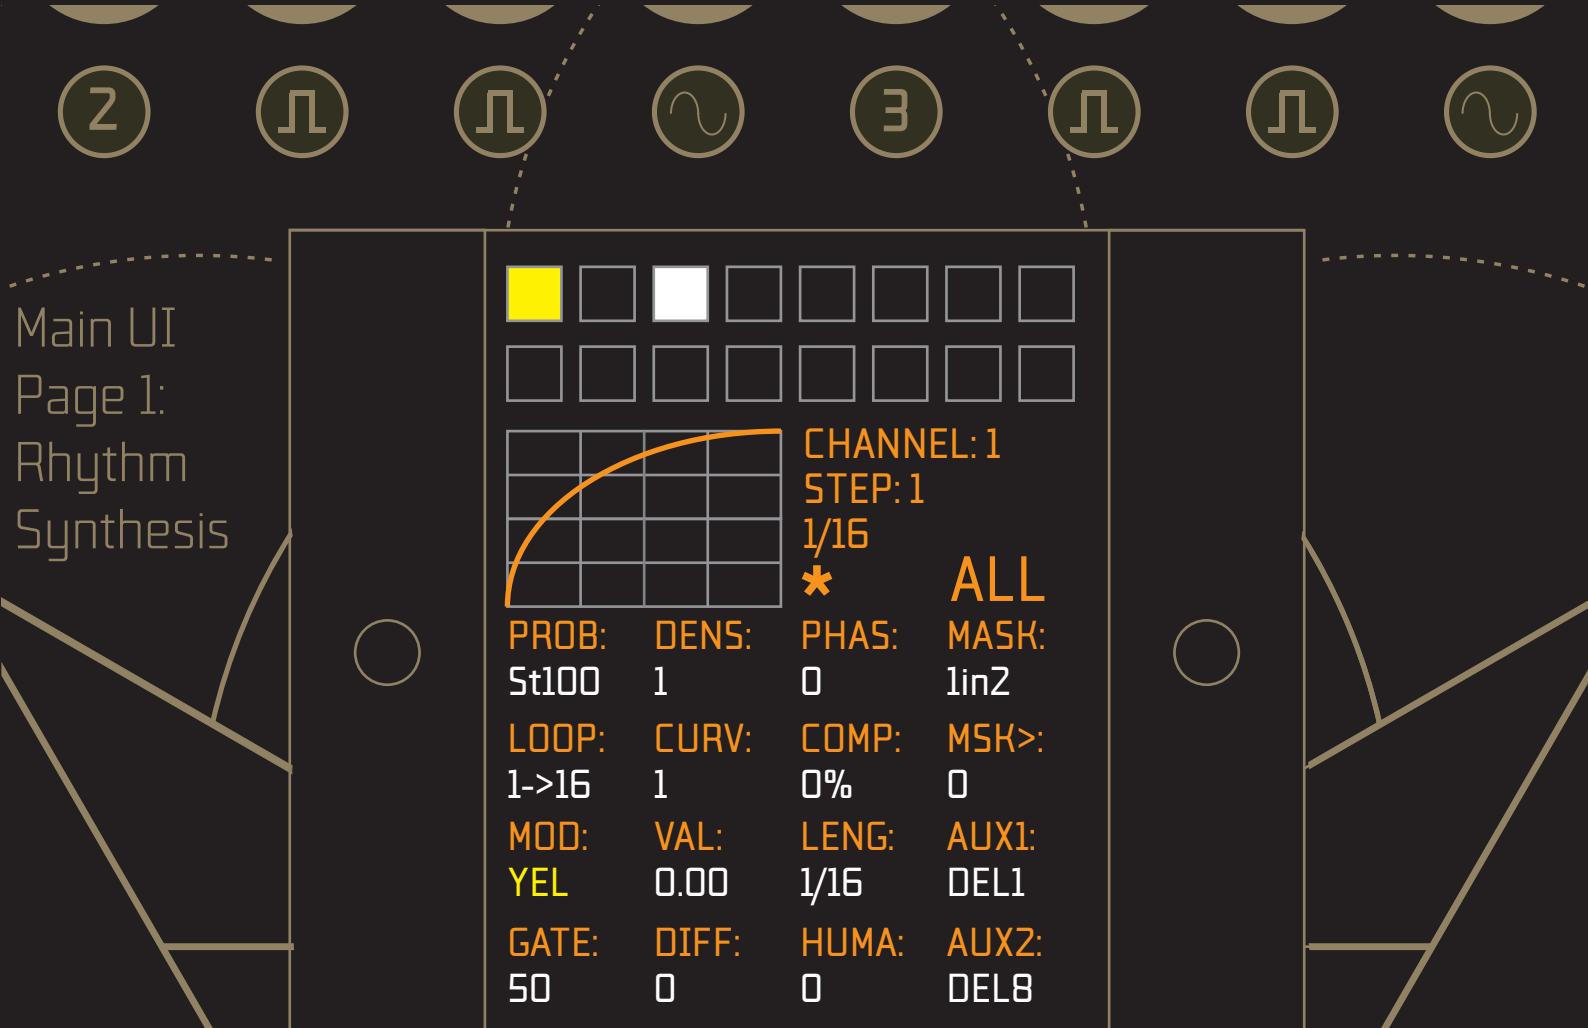 2 3
Main UI
Page 1:
Rhythm
Synthesis
CHANNEL: 1
STEP: 1
1/16
* ALL
PROB: DENS: PHAS: MASK:
St100 1 0 1in2
LOOP: CURV: COMP: MSK>:
1->16 1 0% 0
MOD: VAL: LENG: AUX1:
YEL 0.00 1/16 DEL1
GATE: DIFF: HUMA: AUX2:
50 0 0 DEL8